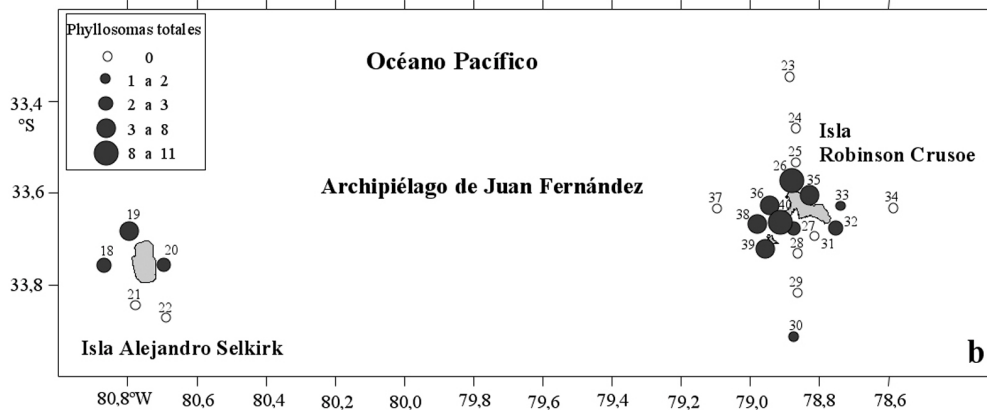 Phyllosomas totales
0
1 a 2
2 a 3
3 a 8
8 a 11
Océano Pacífico
Archipiélago de Juan Fernández
Isla
Robinson Crusoe
Isla Alejandro Selkirk
b
33,4
°S
33,6
33,8
23
24
25
26
35
36
40
33
34
37
38
27
32
31
39
28
29
30
19
18
20
21
22
80,8ºW
80,6
80,4
80,2
80,0
79,8
79,6
79,4
79,2
79,0
78,8
78,6